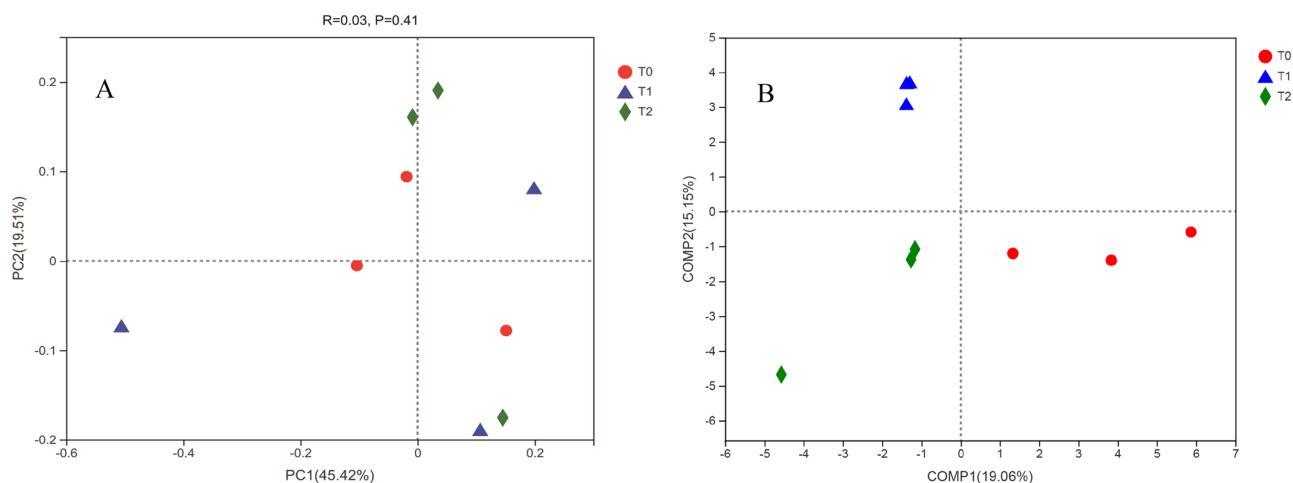 R=0.03, P=0.41
A
T0
T1
T2
PC2(19.51%)
0.2
0.1
0
-0.1
-0.2
-0.6
-0.4
-0.2
0
0.2
PC1(45.42%)
B
T0
T1
T2
COMP2(15.15%)
5
4
3
2
1
0
-1
-2
-3
-4
-5
-6
-6
-5
-4
-3
-2
-1
0
1
2
3
4
5
6
7
COMP1(19.06%)